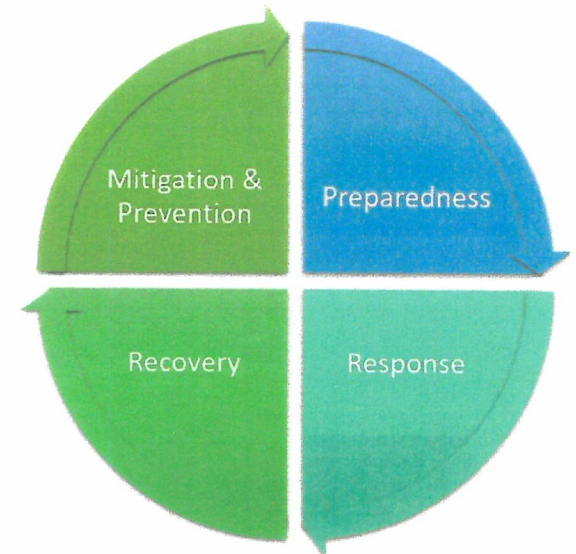 Mitigation &
Prevention
Preparedness
Recovery
Response